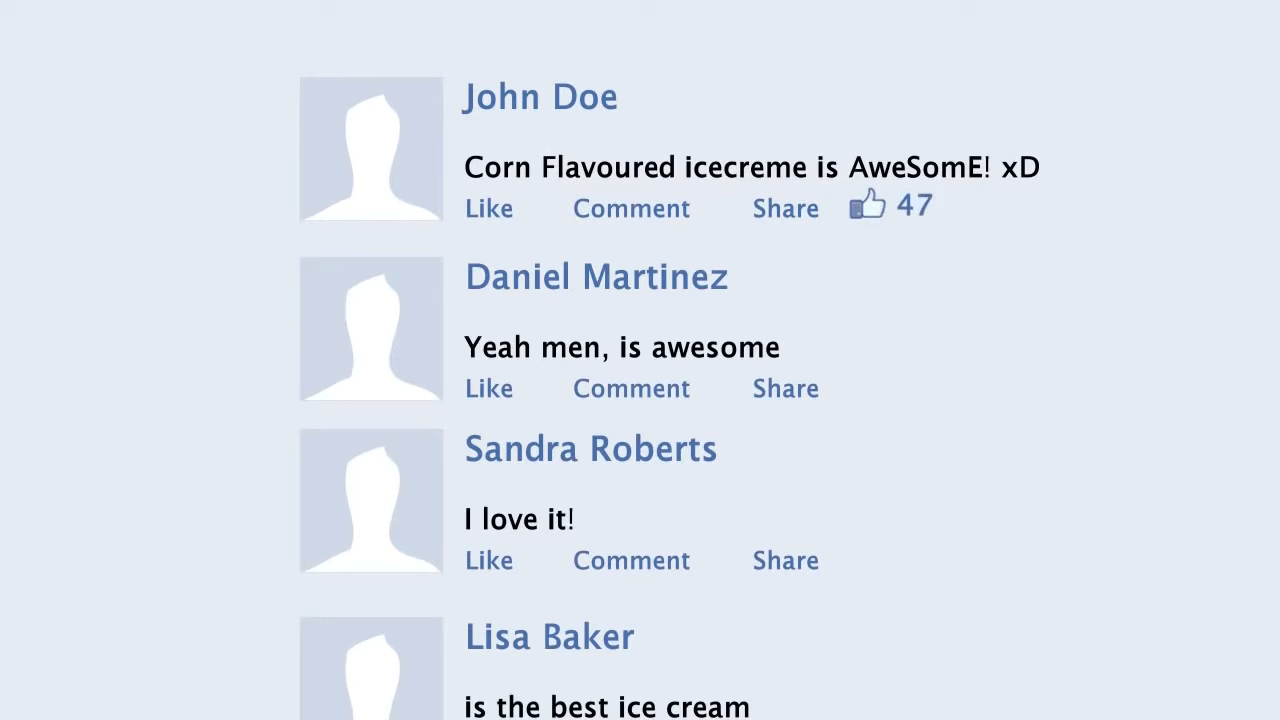 John Doe
Corn Flavoured icecreme is AweSomE! xD
Like Comment Share 47
Daniel Martinez
Yeah men, is awesome
Like Comment Share
Sandra Roberts
I love it!
Like Comment Share
Lisa Baker
is the best ice cream